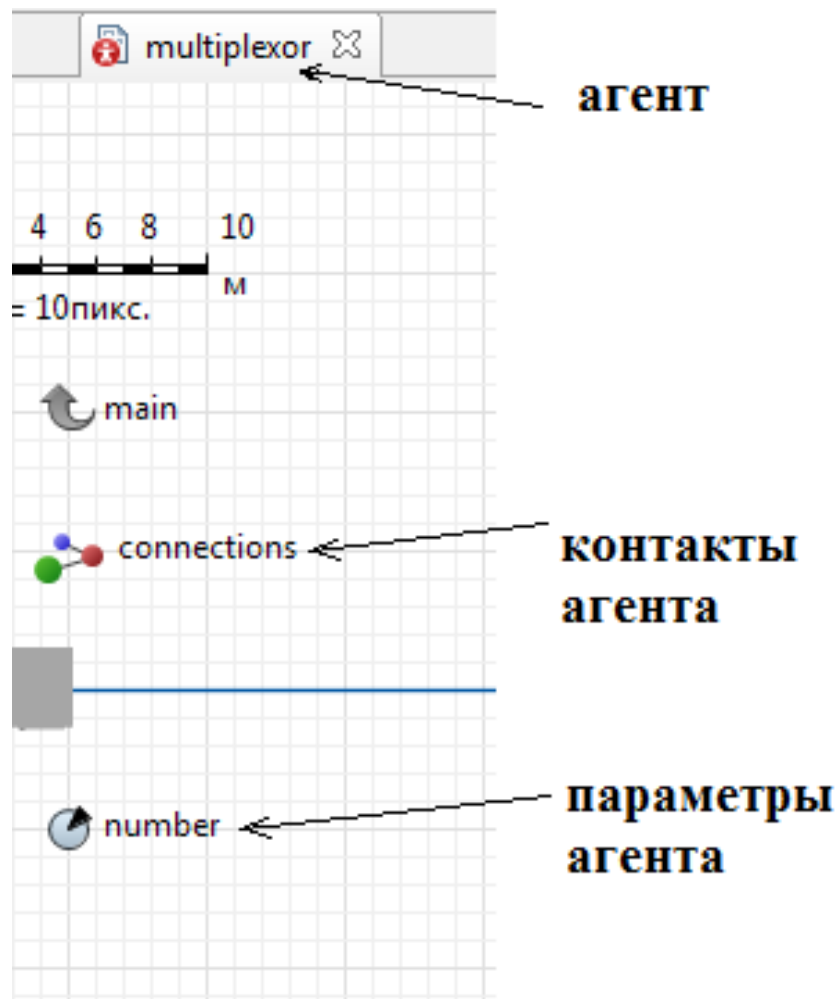 multiplexor
агент
4 6 8 10
м
= 10пикс.
main
connections
контакты
агента
number
параметры
агента